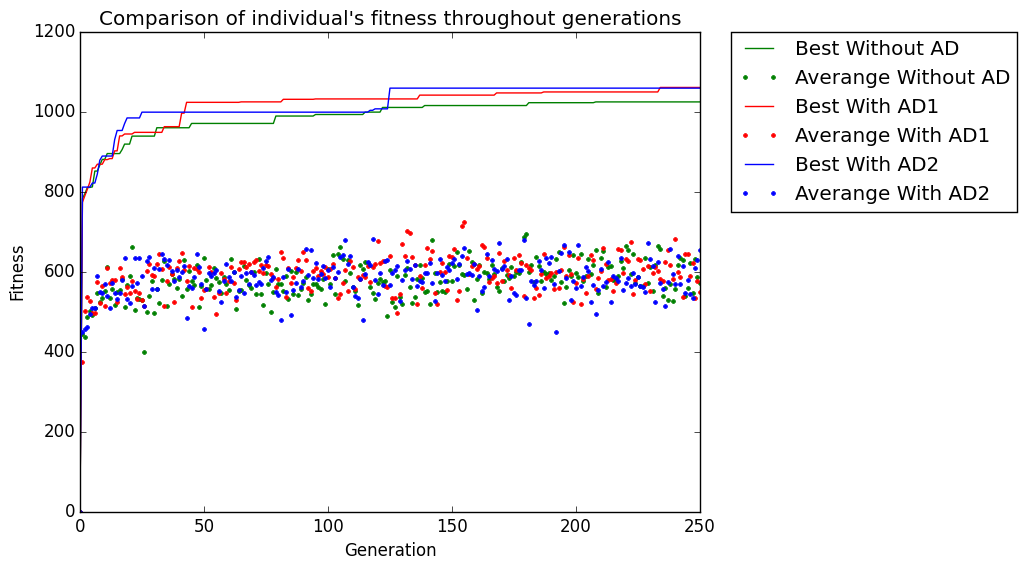 Comparison of individual's fitness throughout generations
1200
1000
800
600
400
200
0
Fitness
0 50 100 150 200 250
Generation
Best Without AD
Averange Without AD
Best With AD1
Averange With AD1
Best With AD2
Averange With AD2